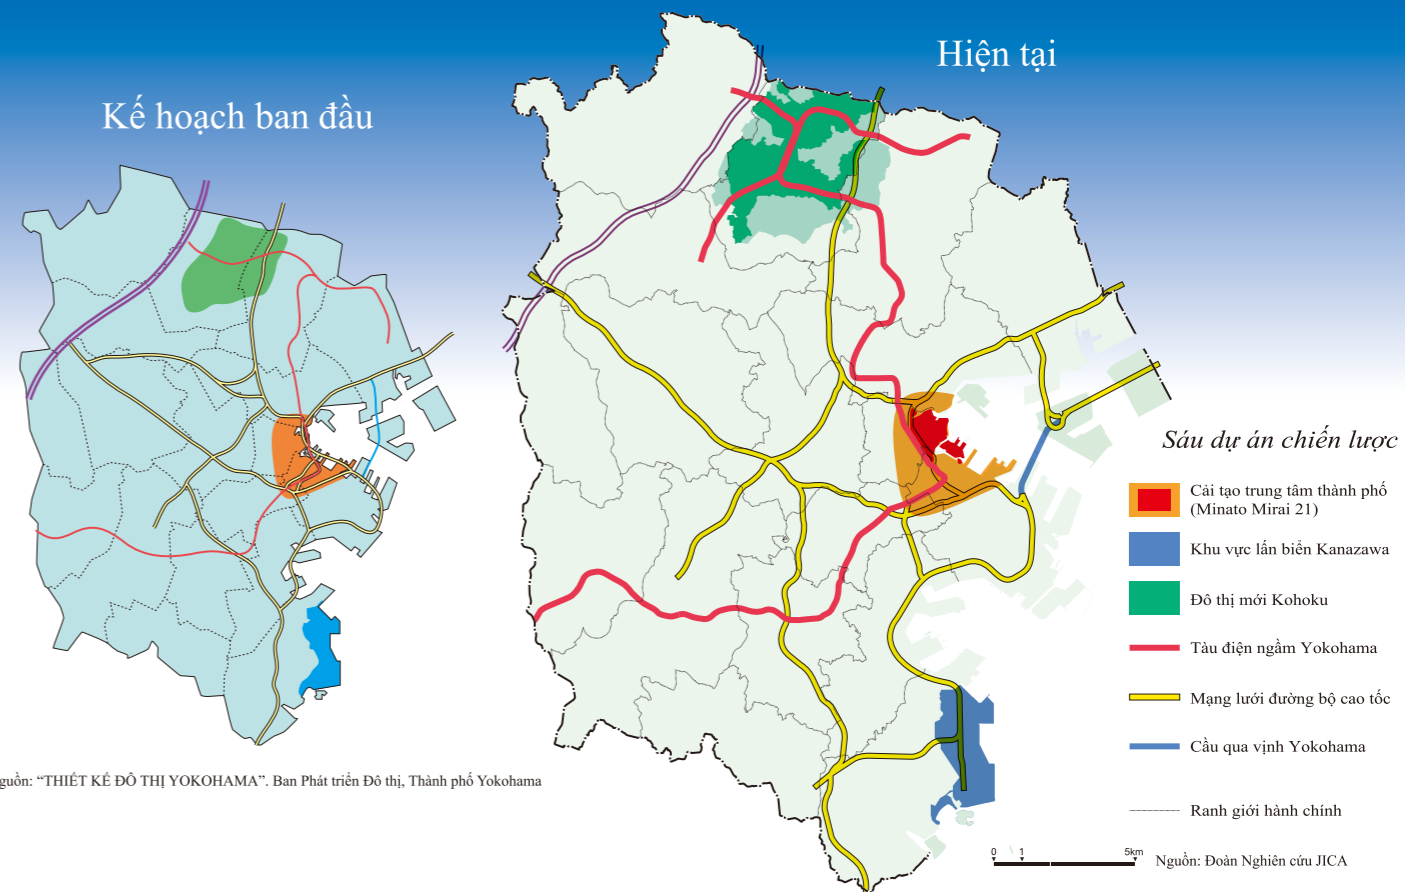 Kế hoạch ban đầu
Hiện tại
Sáu dự án chiến lược
Cải tạo trung tâm thành phố
(Minato Mirai 21)
Khu vực lấn biển Kanazawa
Đô thị mới Kohoku
Tàu điện ngầm Yokohama
Mạng lưới đường bộ cao tốc
Cầu qua vịnh Yokohama
Ranh giới hành chính
0 1 5km
Nguồn: Đoàn Nghiên cứu JICA
guồn: “THIẾT KẾ ĐÔ THỊ YOKOHAMA”. Ban Phát triển Đô thị, Thành phố Yokohama